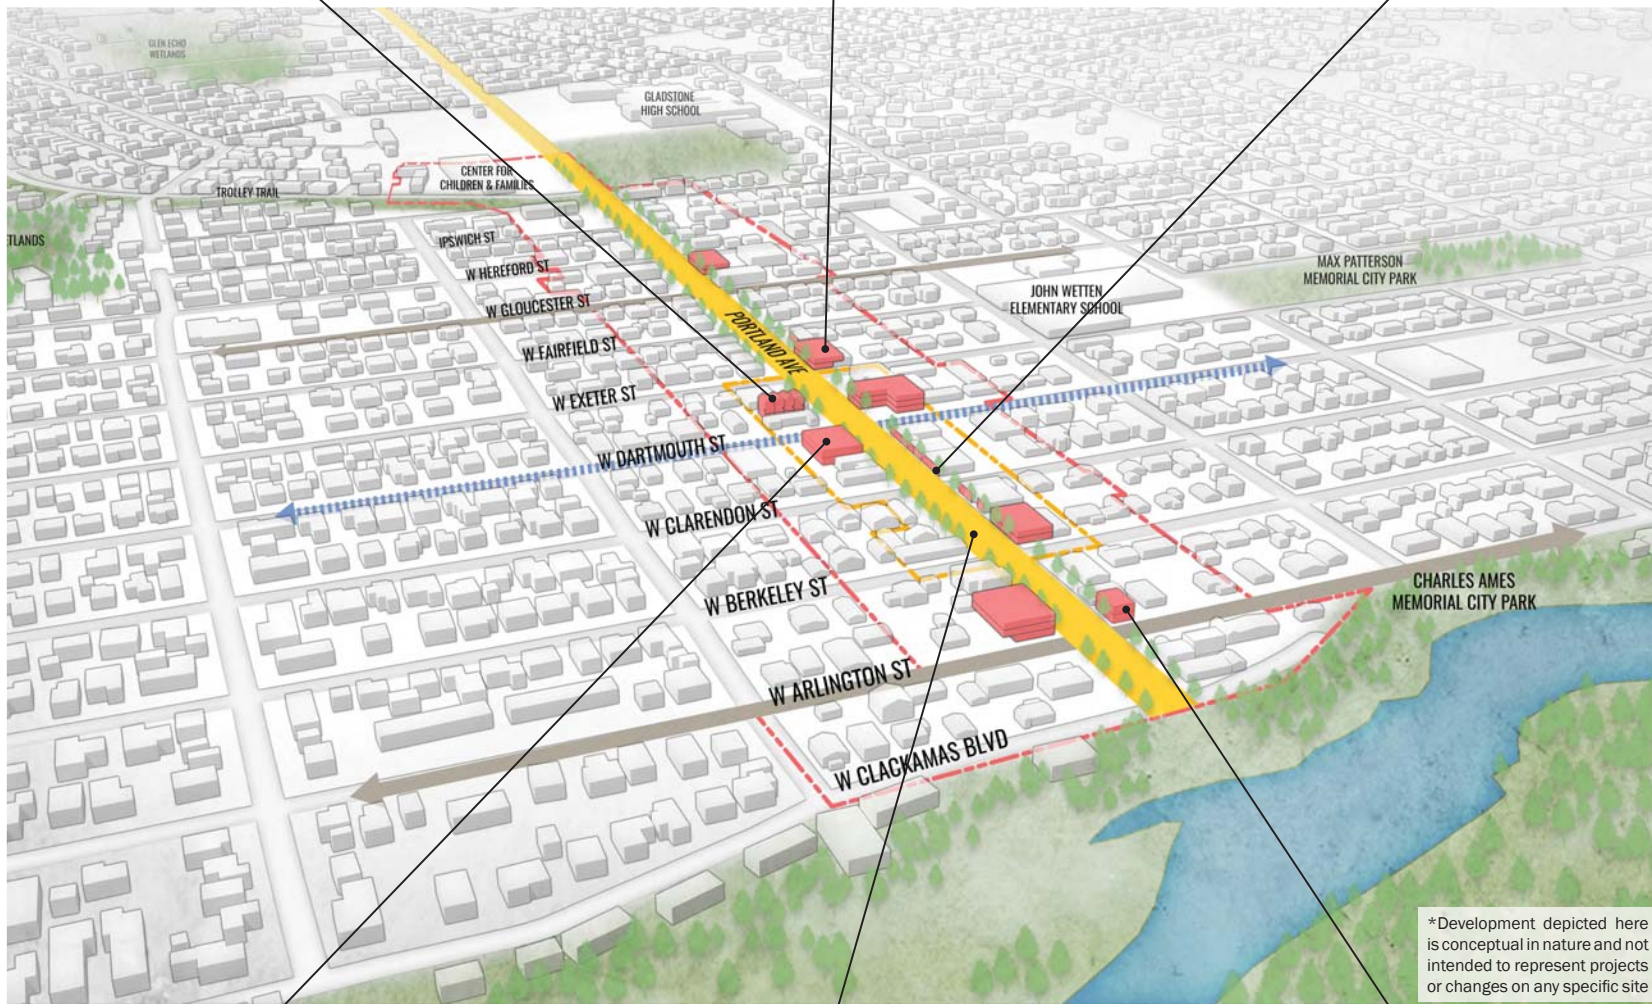 GLEN ECHO
WETLANDS
GLADSTONE
HIGH SCHOOL
CENTER FOR
CHILDREN & FAMILIES
TROLLEY TRAIL
TLANDS
IPSWICH ST
W HEREFORD ST
W GLOUCESTER ST
W FAIRFIELD ST
W EXETER ST
W DARTMOUTH ST
W CLARENDON ST
W BERKELEY ST
W ARLINGTON ST
W CLACKAMAS BLVD
PORTLAND AVE
JOHN WETTEN
ELEMENTARY SCHOOL
MAX PATTERSON
MEMORIAL CITY PARK
CHARLES AMES
MEMORIAL CITY PARK
*Development depicted here
is conceptual in nature and not
intended to represent projects
or changes on any specific site